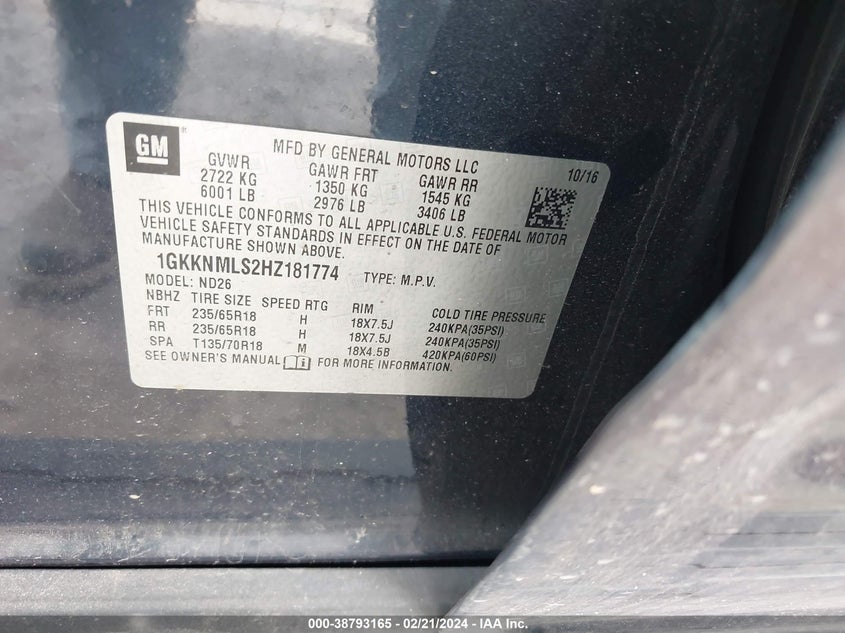 GM
MFD BY GENERAL MOTORS LLC
10/16
GVWR GAWR FRT GAWR RR
2722 KG 1350 KG 1545 KG
6001 LB 2976 LB 3406 LB
THIS VEHICLE CONFORMS TO ALL APPLICABLE U.S. FEDERAL MOTOR
VEHICLE SAFETY STANDARDS IN EFFECT ON THE DATE OF
MANUFACTURE SHOWN ABOVE.
1GKKNMLS2HZ181774 TYPE: M.P.V.
MODEL: ND26
NBHZ TIRE SIZE SPEED RTG RIM COLD TIRE PRESSURE
FRT 235/65R18 H 18X7.5J 240KPA(35PSI)
RR 235/65R18 H 18X7.5J 240KPA(35PSI)
SPA T135/70R18 M 18X4.5B 420KPA(60PSI)
SEE OWNER'S MANUAL FOR MORE INFORMATION.
000-38793165 - 02/21/2024 - IAA Inc.